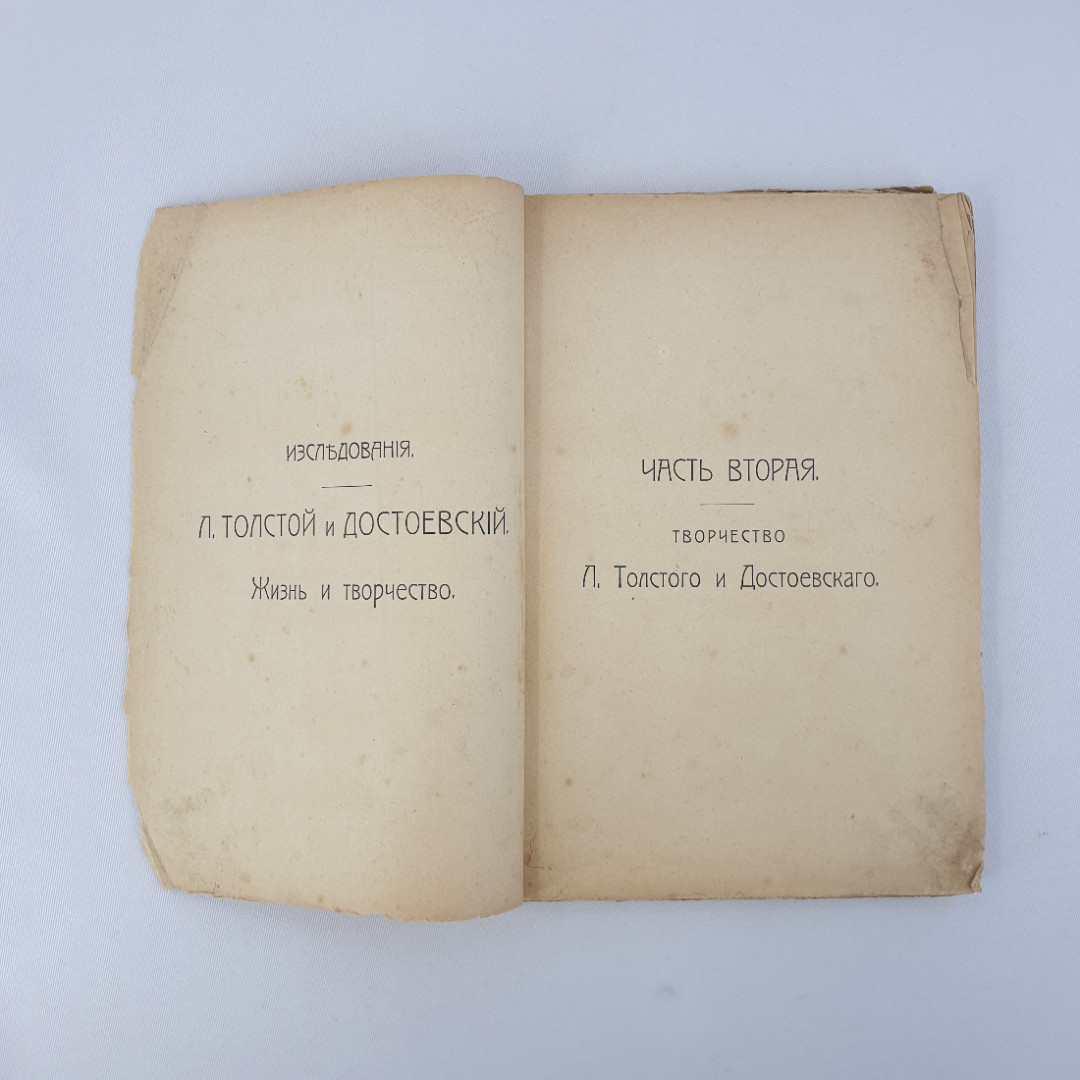 ИЗСЛѢДОВАНІЯ.
Л. ТОЛСТОЙ и ДОСТОЕВСКІЙ.
Жизнь и творчество.
ЧАСТЬ ВТОРАЯ.
ТВОРЧЕСТВО
Л. Толстого и Достоевскаго.